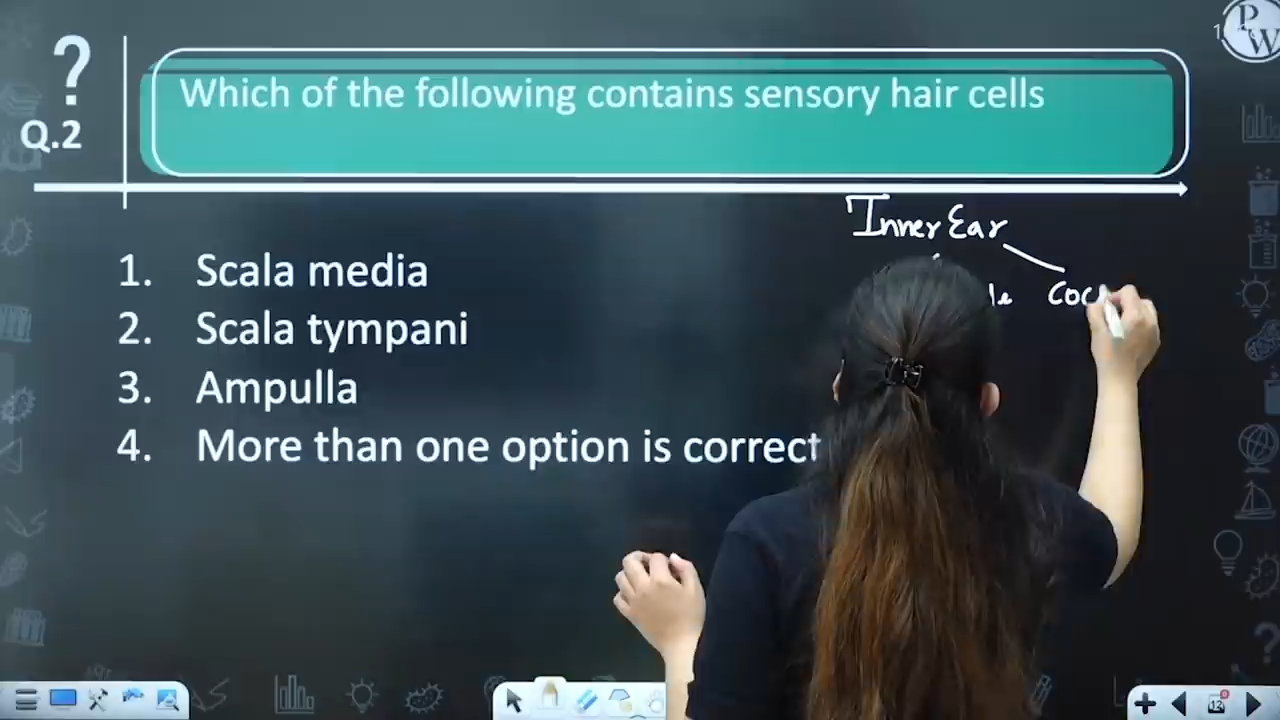 ?
Q.2
Which of the following contains sensory hair cells
PW
Inner Ear
1. Scala media
2. Scala tympani
3. Ampulla
4. More than one option is correct